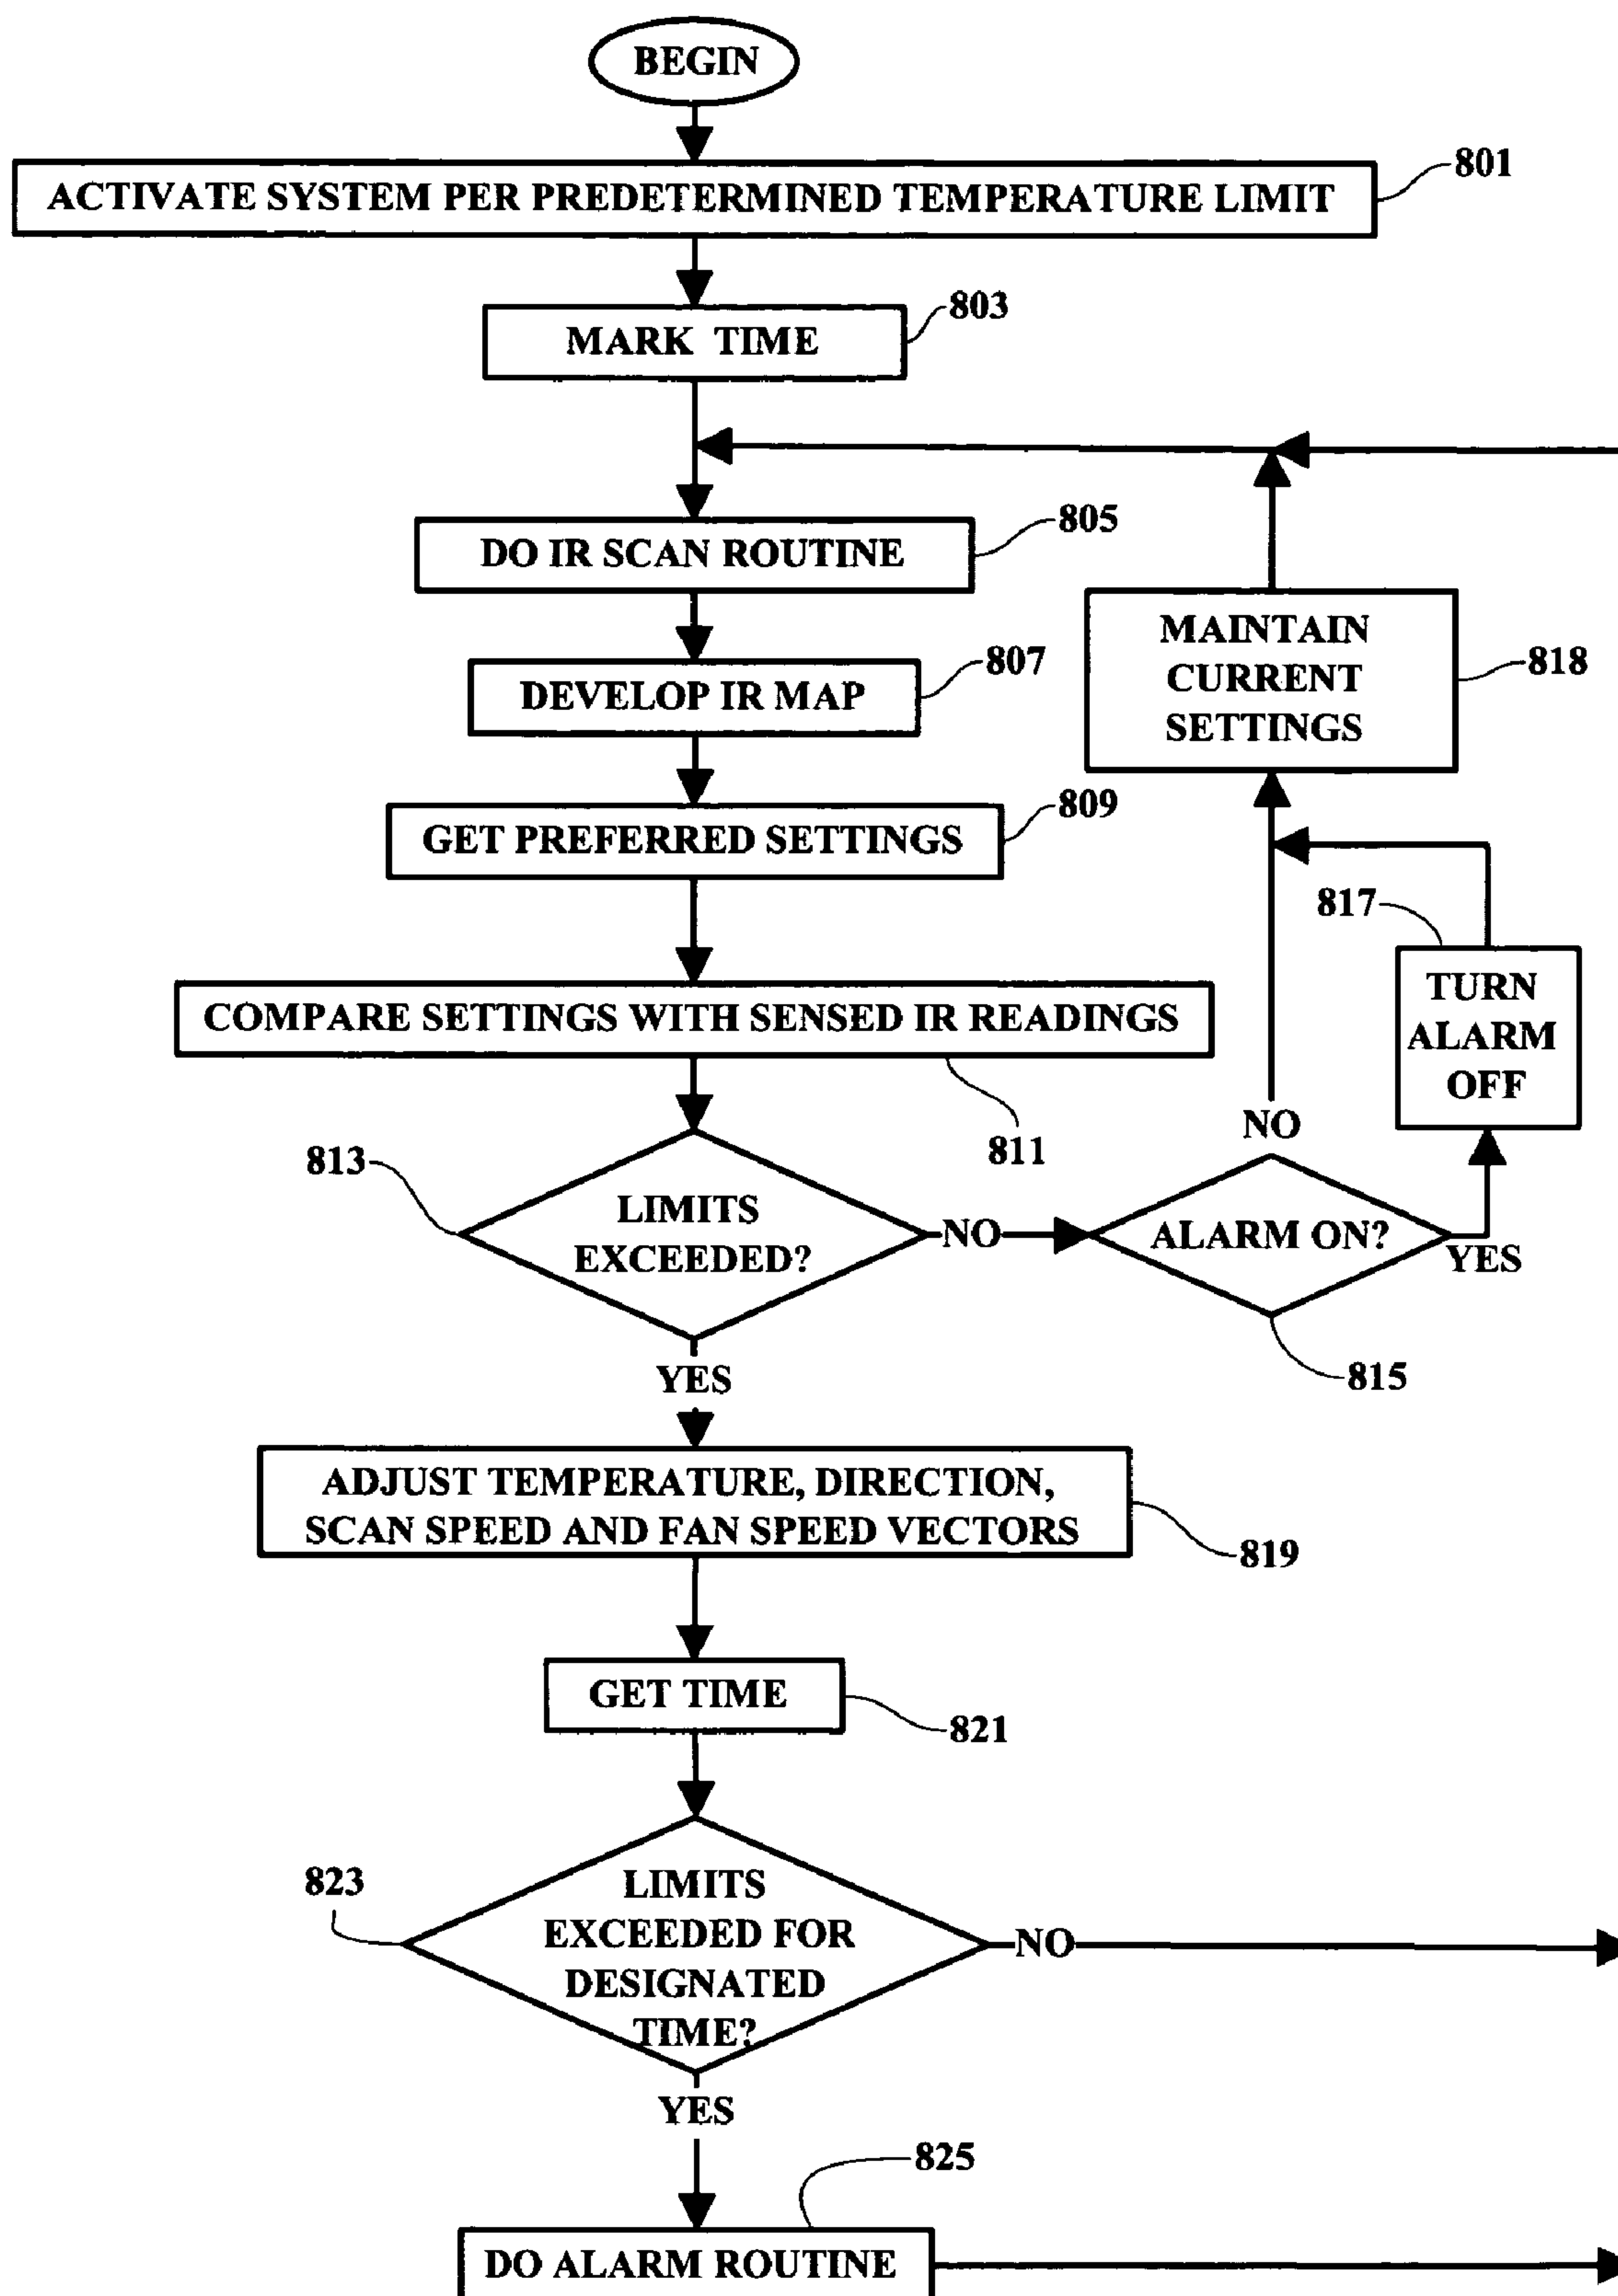 BEGIN
ACTIVATE SYSTEM PER PREDETERMINED TEMPERATURE LIMIT
801
MARK TIME
803
DO IR SCAN ROUTINE
805
DEVELOP IR MAP
807
MAINTAIN
CURRENT
SETTINGS
818
GET PREFERRED SETTINGS
809
817
TURN
ALARM
OFF
COMPARE SETTINGS WITH SENSED IR READINGS
811
813
LIMITS
EXCEEDED?
NO
NO
ALARM ON?
YES
815
YES
ADJUST TEMPERATURE, DIRECTION,
SCAN SPEED AND FAN SPEED VECTORS
819
GET TIME
821
823
LIMITS
EXCEEDED FOR
DESIGNATED
TIME?
NO
YES
825
DO ALARM ROUTINE